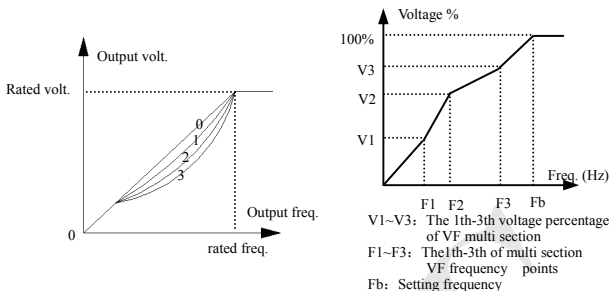 Output volt.
Rated volt.
0
1
2
3
Output freq.
0
rated freq.
Voltage %
100%
V3
V2
V1
Freq. (Hz)
F1 F2 F3 Fb
V1~V3：The 1th-3th voltage percentage
of VF multi section
F1~F3：The1th-3th of multi section
VF frequency points
Fb：Setting frequency